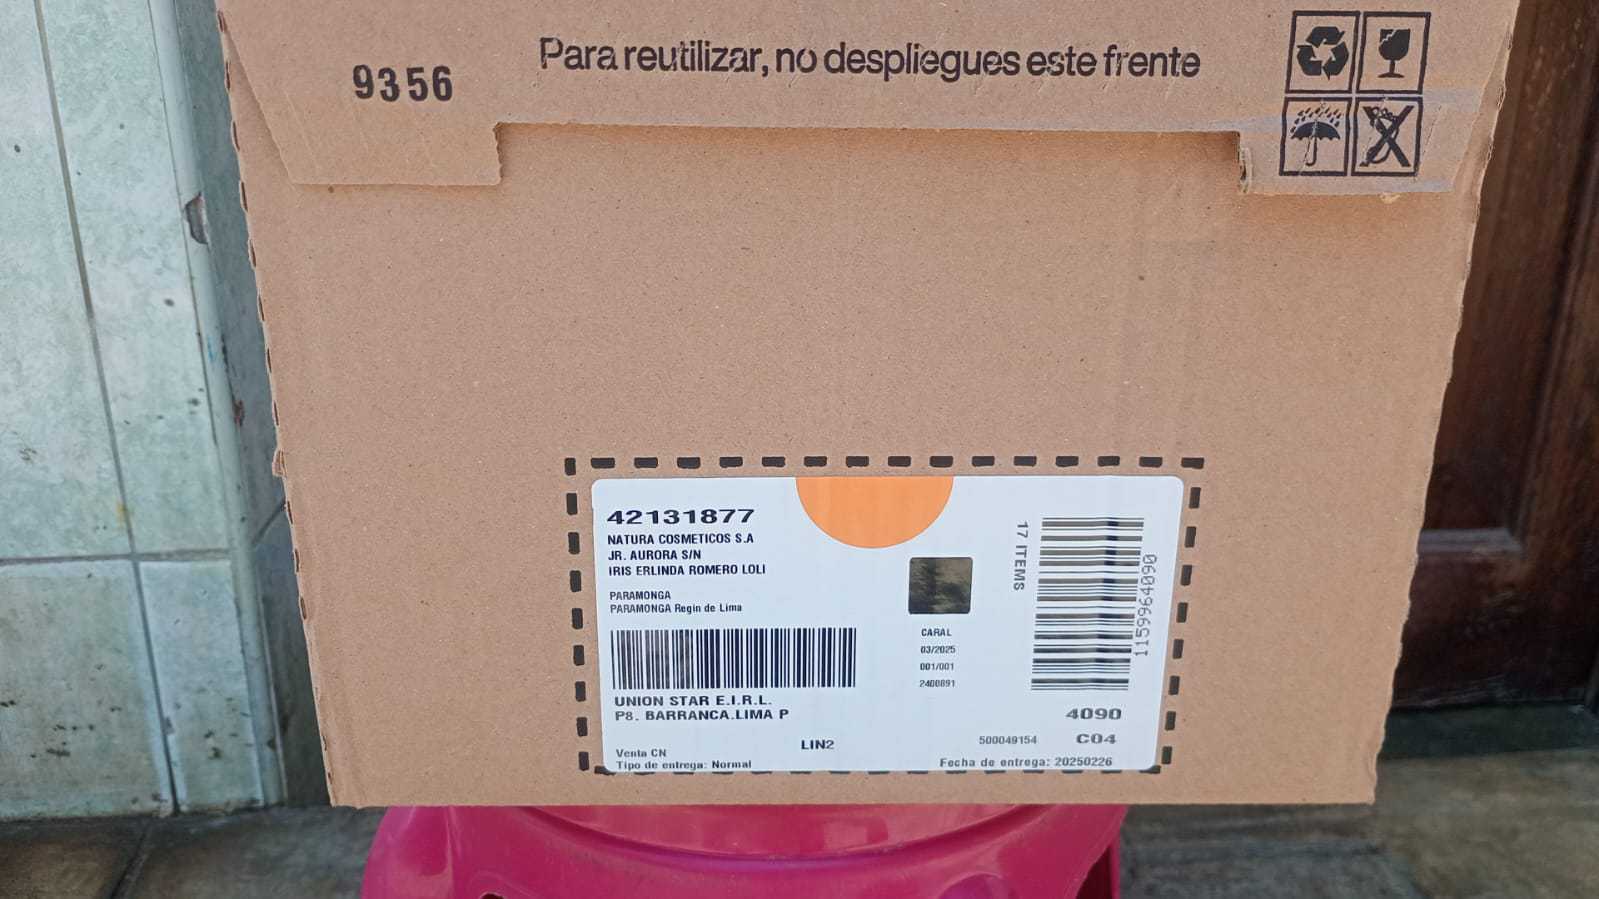 9356
Para reutilizar, no despliegues este frente
42131877
NATURA COSMETICOS S.A
JR. AURORA S/N
IRIS ERLINDA ROMERO LOLI
PARAMONGA
PARAMONGA Regin de Lima
UNION STAR E.I.R.L.
P8. BARRANCA.LIMA P
LIN2
Venta CN
Tipo de entrega: Normal
CARAL
03/2025
001/001
2400891
17 ITEMS
1159964090
4090
500049154 C04
Fecha de entrega: 20250226